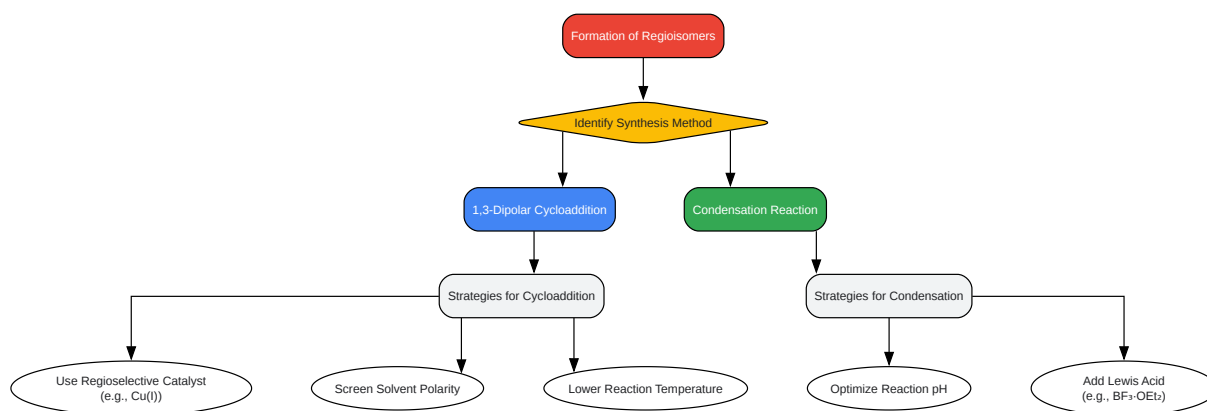 Formation of Regioisomers
Identify Synthesis Method
1,3-Dipolar Cycloaddition
Condensation Reaction
Strategies for Cycloaddition
Strategies for Condensation
Use Regioselective Catalyst
(e.g., Cu(I))
Screen Solvent Polarity
Lower Reaction Temperature
Optimize Reaction pH
Add Lewis Acid
(e.g., BF₃·OEt₂)